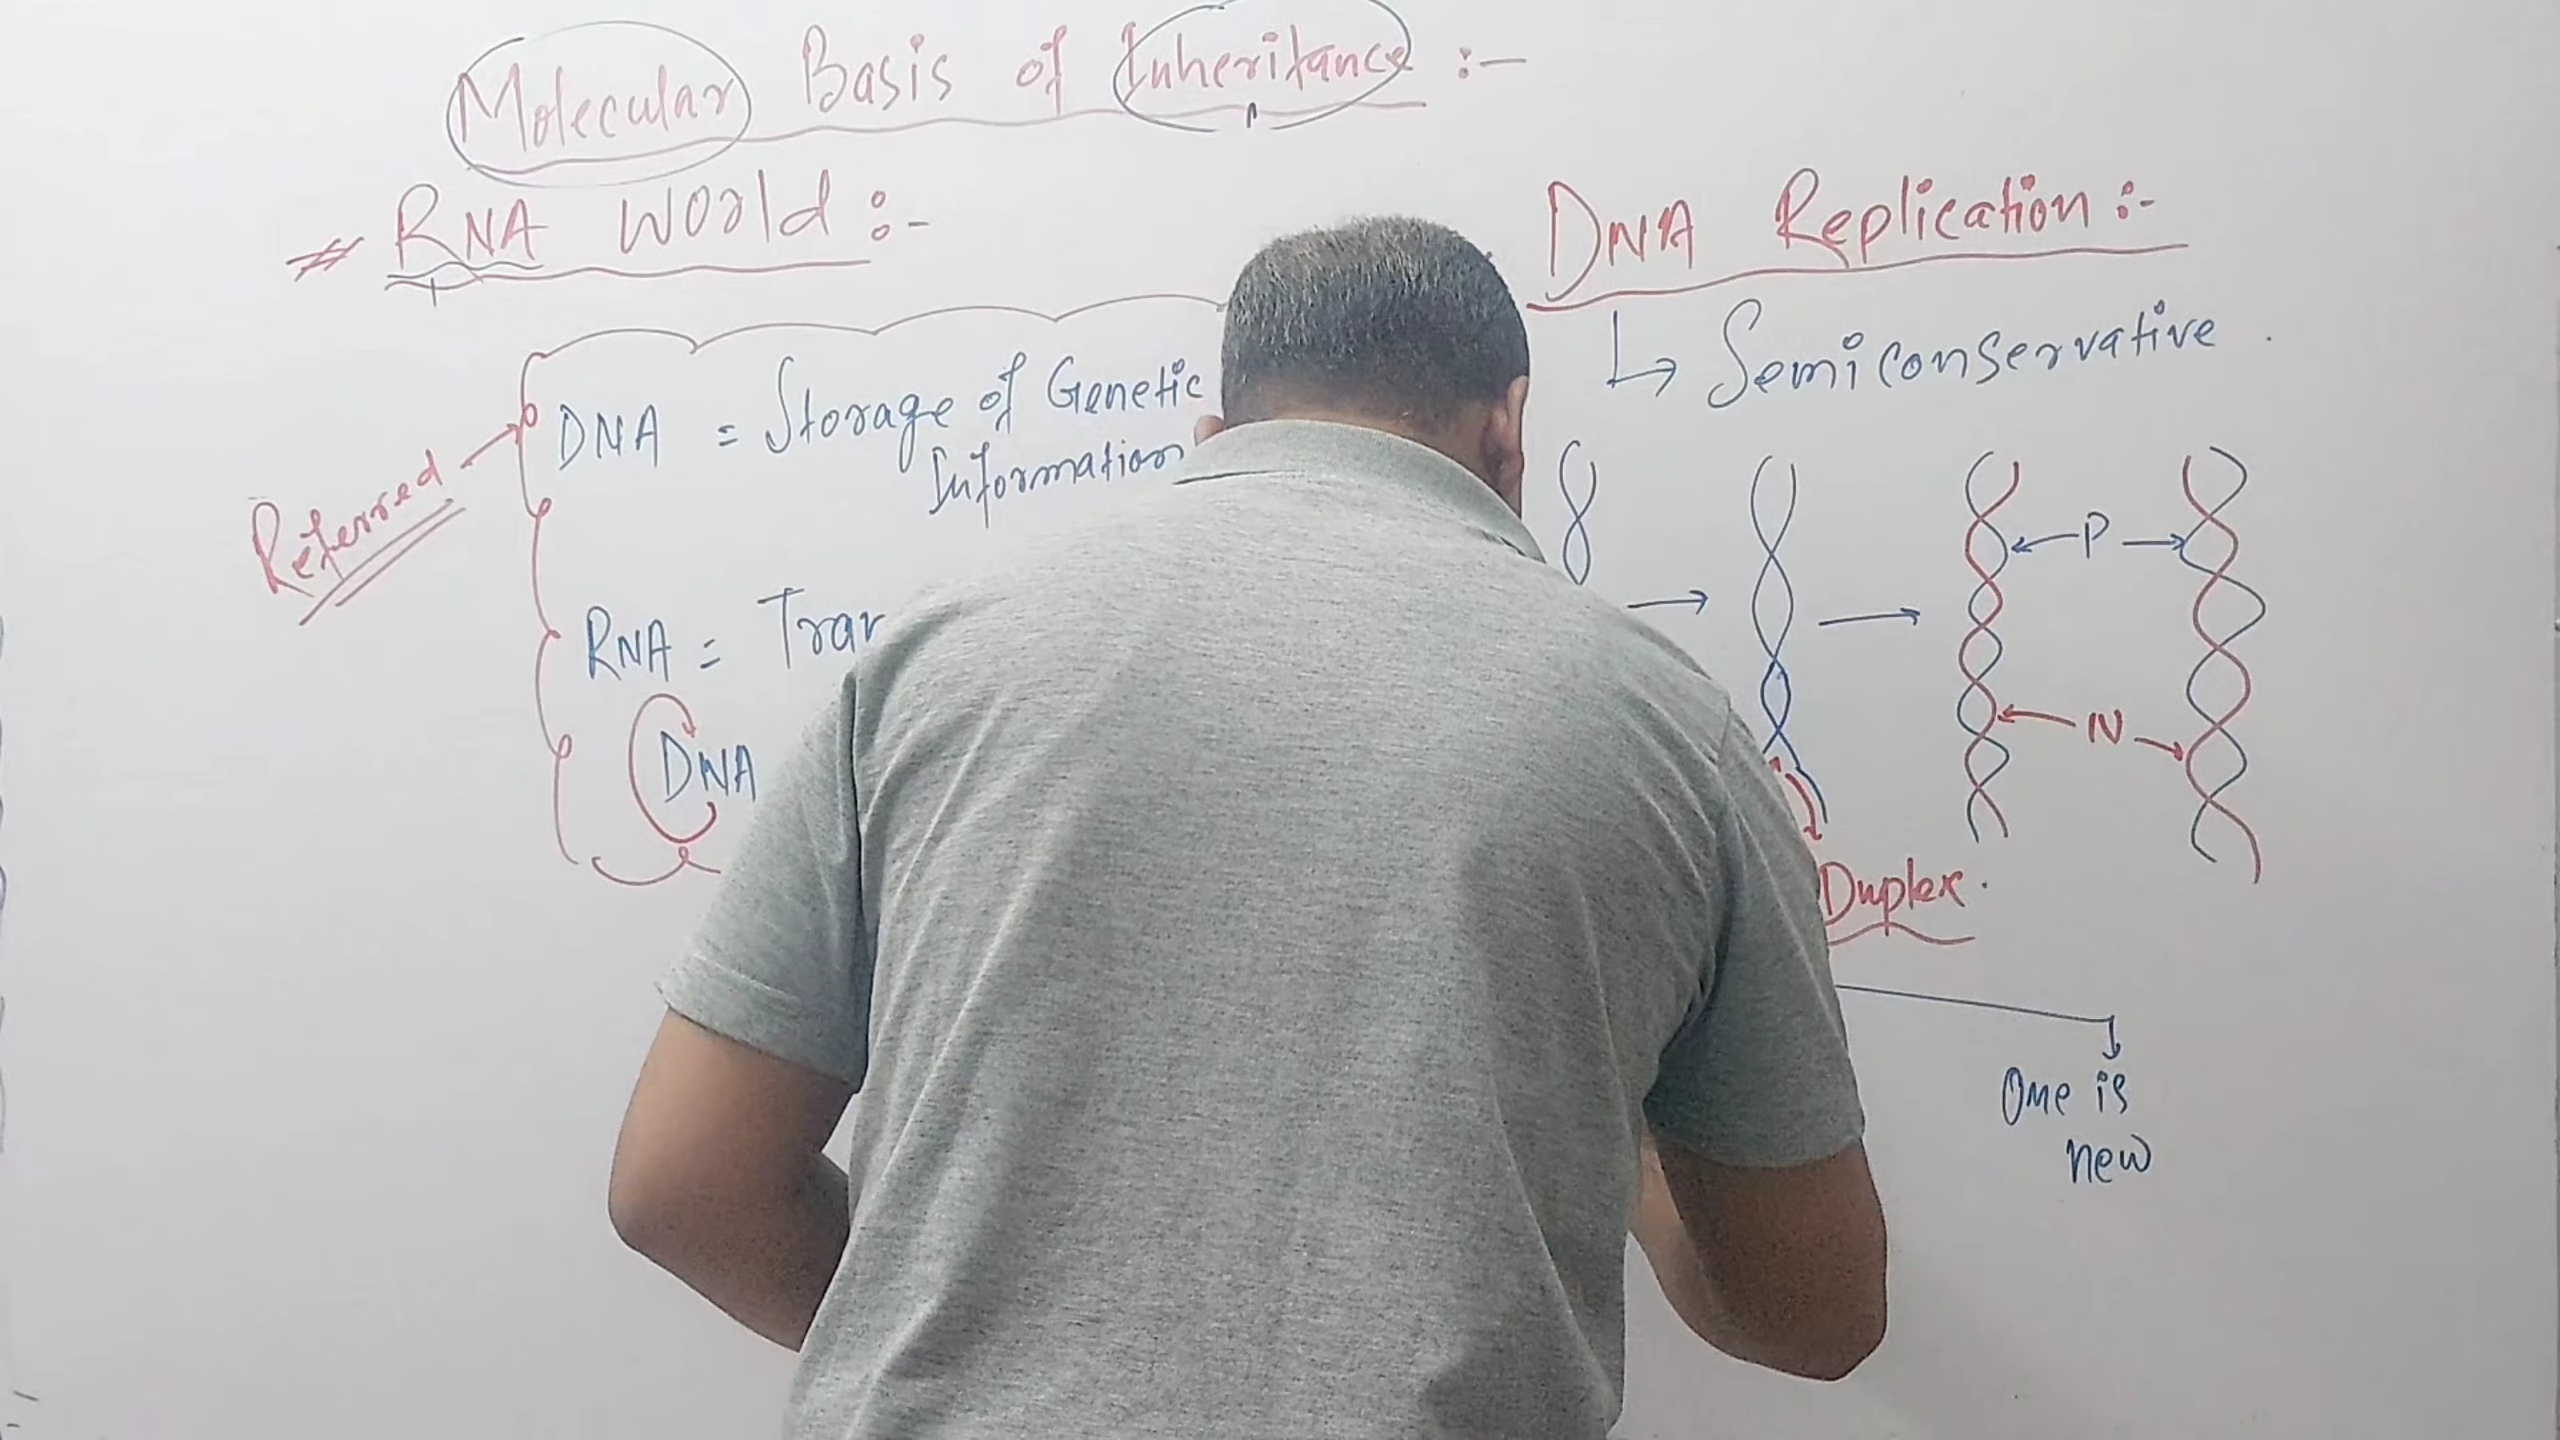 Molecular Basis of Inheritance :-
# RNA World :-
Referred
DNA = Storage of Genetic
Information
RNA = Tran
DNA
DNA Replication :-
↳ Semiconservative .
P
N
Duplex.
One is
new